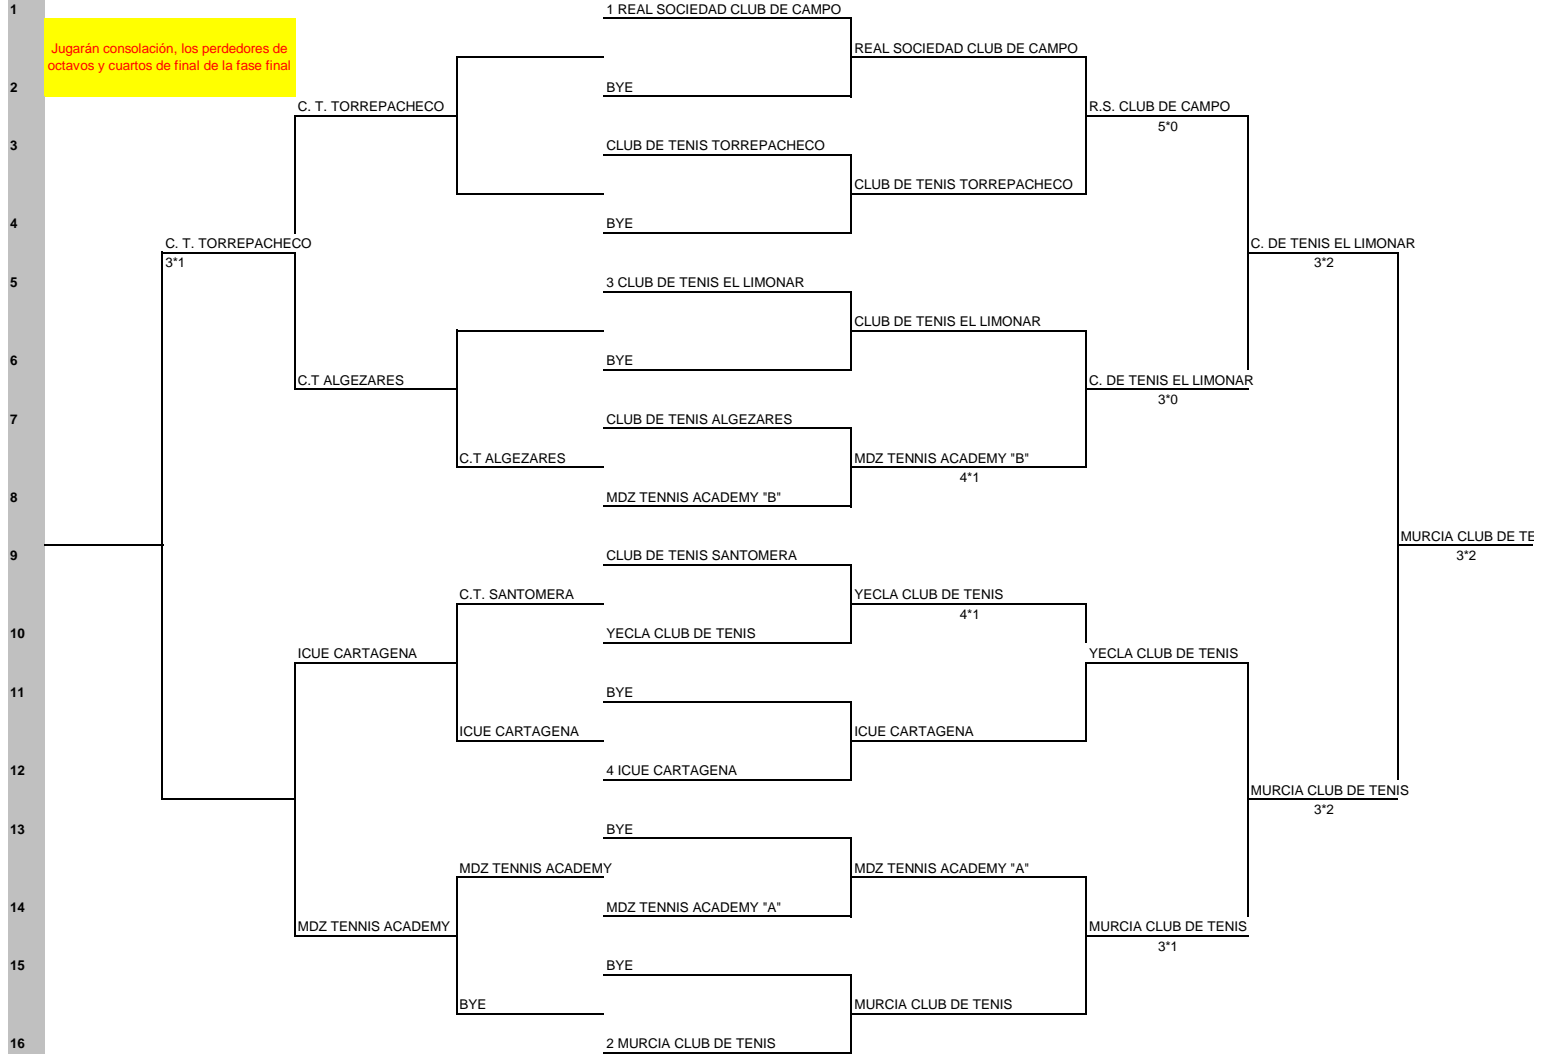 1
1 REAL SOCIEDAD CLUB DE CAMPO
Jugarán consolación, los perdedores de
octavos y cuartos de final de la fase final
REAL SOCIEDAD CLUB DE CAMPO
2
BYE
C. T. TORREPACHECO
R.S. CLUB DE CAMPO
5*0
3
CLUB DE TENIS TORREPACHECO
CLUB DE TENIS TORREPACHECO
4
BYE
C. T. TORREPACHECO
3*1
C. DE TENIS EL LIMONAR
3*2
5
3 CLUB DE TENIS EL LIMONAR
CLUB DE TENIS EL LIMONAR
6
BYE
C.T ALGEZARES
C. DE TENIS EL LIMONAR
3*0
7
CLUB DE TENIS ALGEZARES
C.T ALGEZARES
MDZ TENNIS ACADEMY "B"
4*1
8
MDZ TENNIS ACADEMY "B"
MURCIA CLUB DE TE
3*2
9
CLUB DE TENIS SANTOMERA
C.T. SANTOMERA
YECLA CLUB DE TENIS
4*1
10
YECLA CLUB DE TENIS
ICUE CARTAGENA
YECLA CLUB DE TENIS
11
BYE
ICUE CARTAGENA
ICUE CARTAGENA
12
4 ICUE CARTAGENA
MURCIA CLUB DE TENIS
3*2
13
BYE
MDZ TENNIS ACADEMY
MDZ TENNIS ACADEMY "A"
14
MDZ TENNIS ACADEMY "A"
MDZ TENNIS ACADEMY
MURCIA CLUB DE TENIS
3*1
15
BYE
BYE
MURCIA CLUB DE TENIS
16
2 MURCIA CLUB DE TENIS